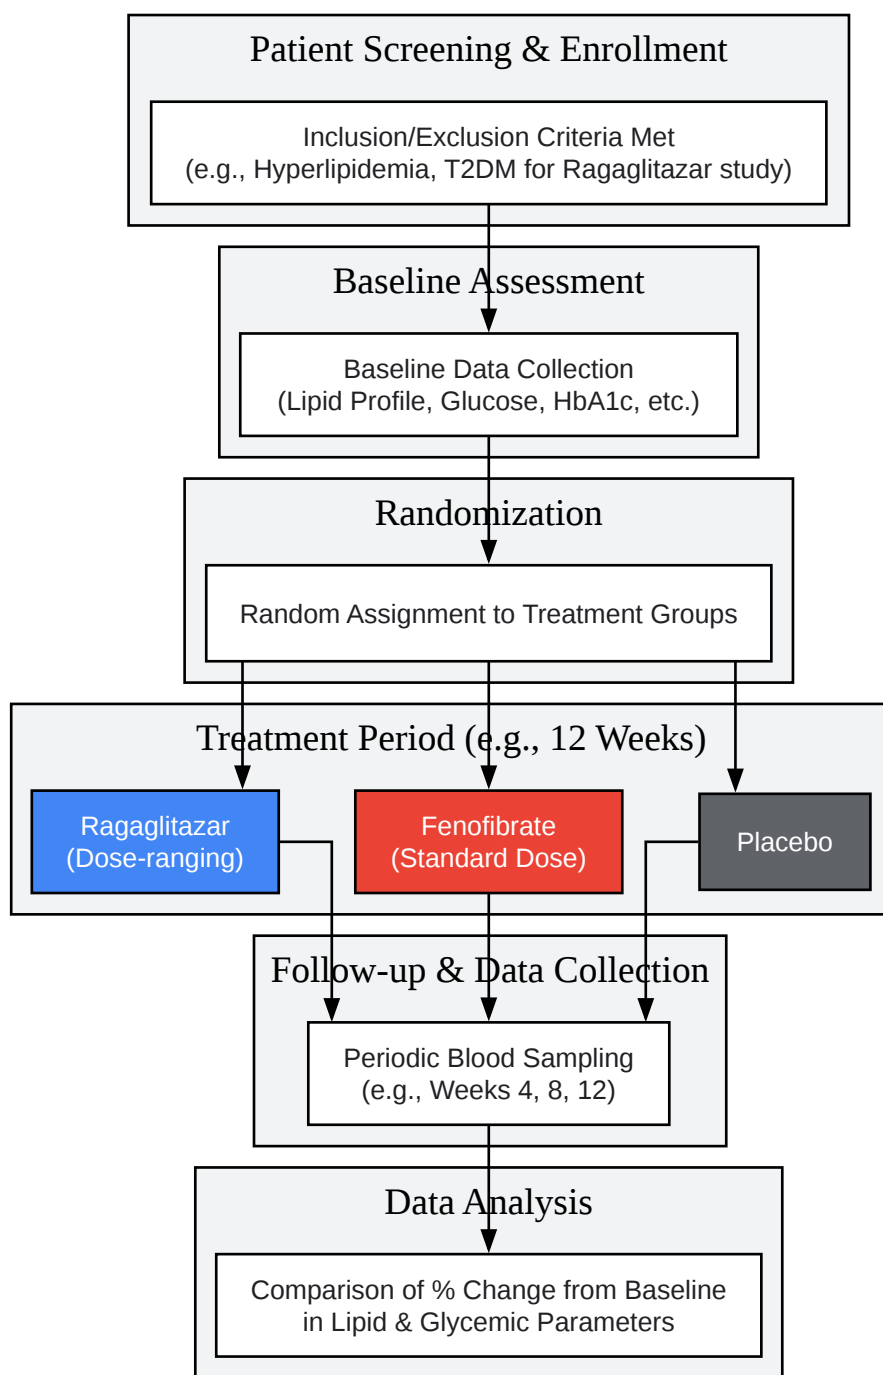 Patient Screening & Enrollment
Inclusion/Exclusion Criteria Met
(e.g., Hyperlipidemia, T2DM for Ragaglitazar study)
Baseline Assessment
Baseline Data Collection
(Lipid Profile, Glucose, HbA1c, etc.)
Randomization
Random Assignment to Treatment Groups
Treatment Period (e.g., 12 Weeks)
Ragaglitazar
(Dose-ranging)
Fenofibrate
(Standard Dose)
Placebo
Follow-up & Data Collection
Periodic Blood Sampling
(e.g., Weeks 4, 8, 12)
Data Analysis
Comparison of % Change from Baseline
in Lipid & Glycemic Parameters